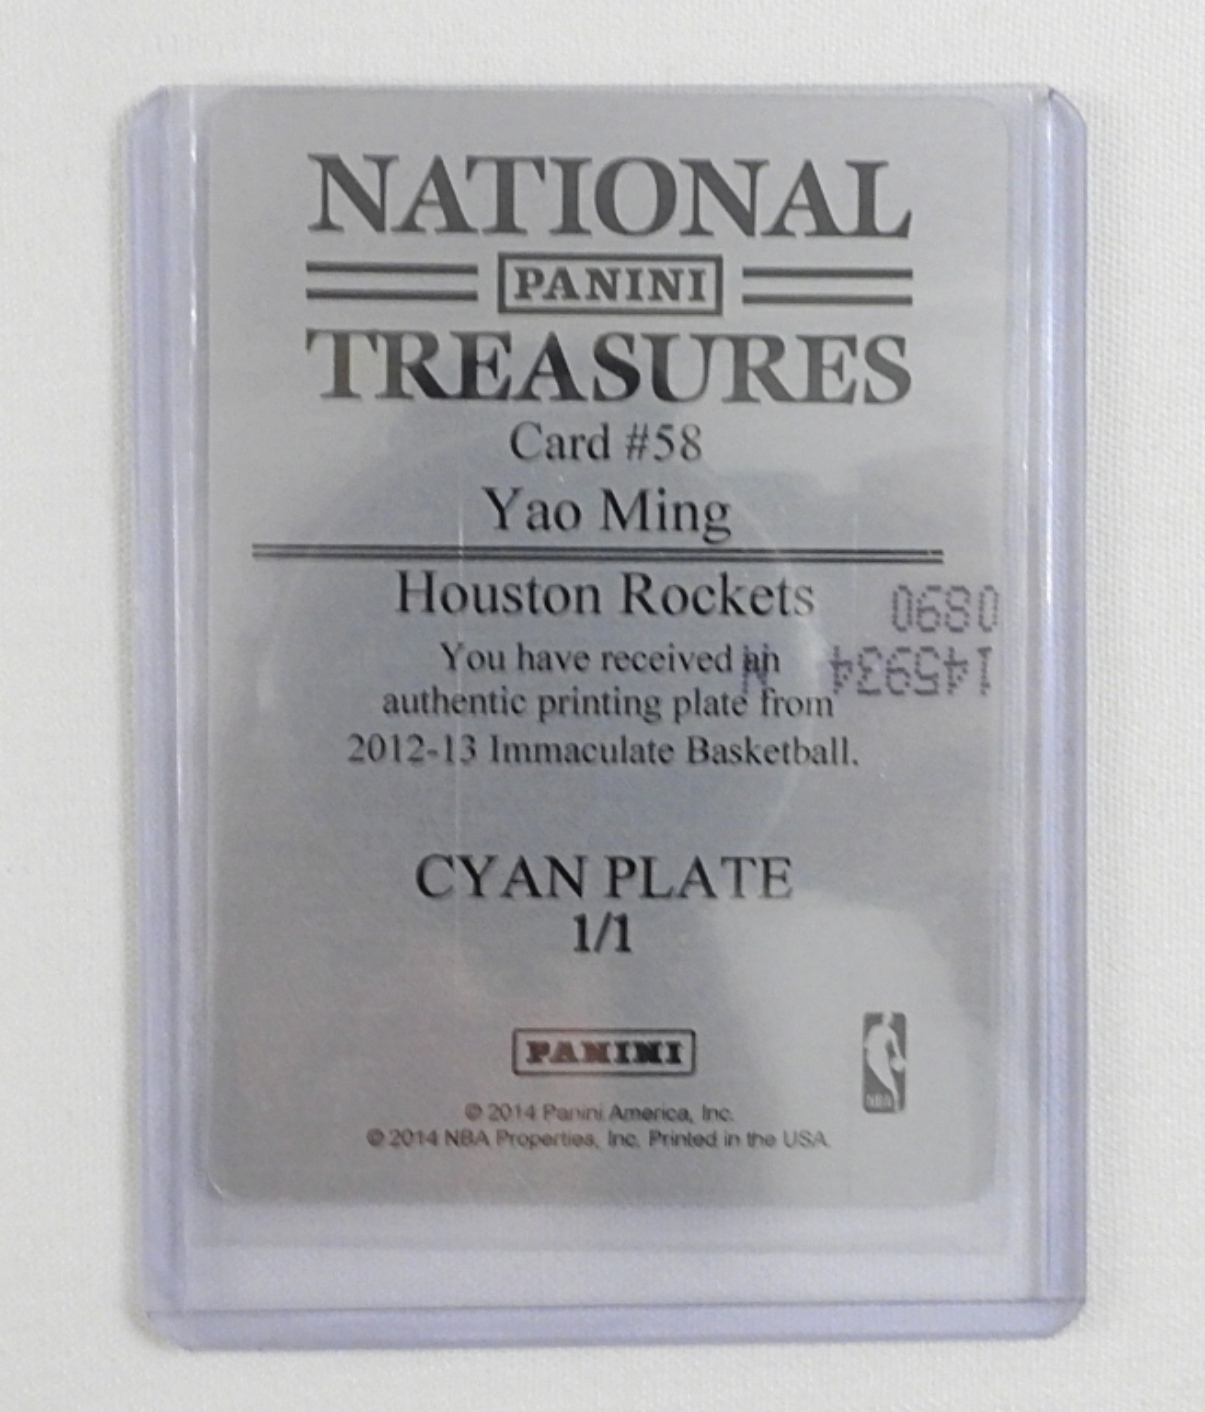 NATIONAL
PANINI
TREASURES
Card #58
Yao Ming
Houston Rockets
0890
You have received an
1459934 N
authentic printing plate from
2012-13 Immaculate Basketball.
CYAN PLATE
1/1
PANINI
NBA
© 2014 Panini America, Inc.
© 2014 NBA Properties, Inc. Printed in the USA.